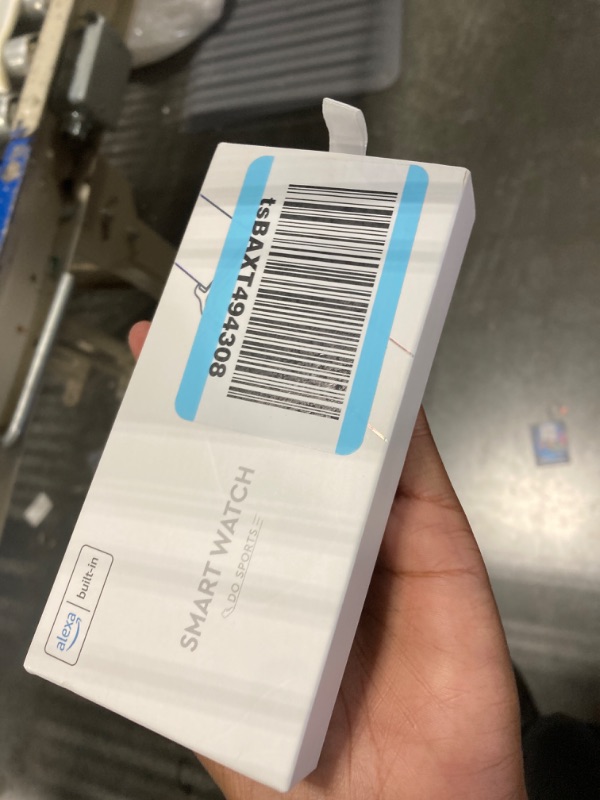 tsBAXT494308
SMART WATCH
DO SPORTS
alexa | built-in